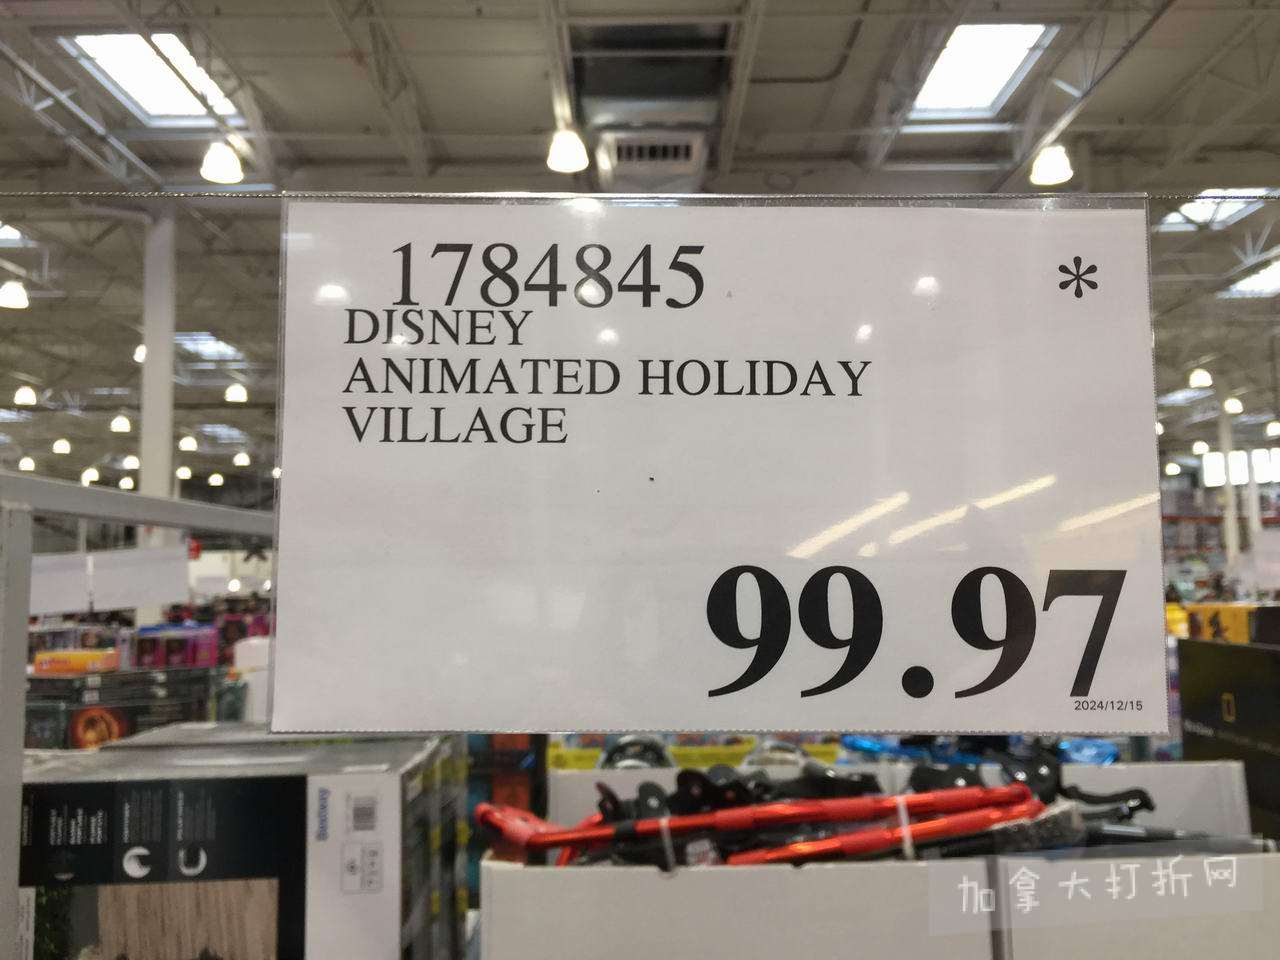 1784845
*
DISNEY
ANIMATED HOLIDAY
VILLAGE
99.97
2024/12/15
加拿大打折网